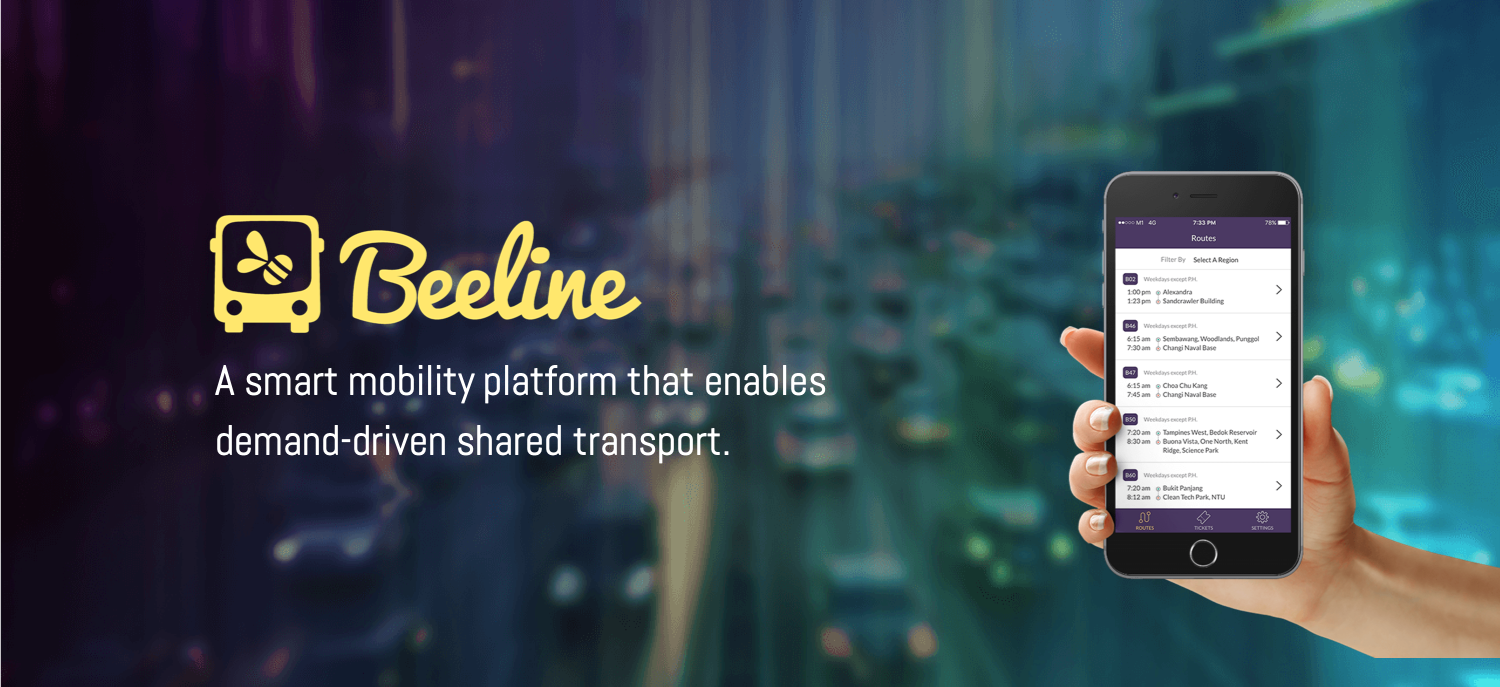 Beeline
A smart mobility platform that enables
demand-driven shared transport.
M1 4G 7:33 PM 78%
Routes
Filter By Select A Region
B02 Weekdays except P.H.
1:00 pm Alexandra
1:23 pm Sandcrawler Building
B46 Weekdays except P.H.
6:15 am Sembawang, Woodlands, Punggol
7:30 am Changi Naval Base
B47 Weekdays except P.H.
6:15 am Choa Chu Kang
7:45 am Changi Naval Base
B50 Weekdays except P.H.
7:20 am Tampines West, Bedok Reservoir
8:30 am Buona Vista, One North, Kent
Ridge, Science Park
B60 Weekdays except P.H.
7:20 am Bukit Panjang
8:12 am Clean Tech Park, NTU
ROUTES TICKETS SETTINGS